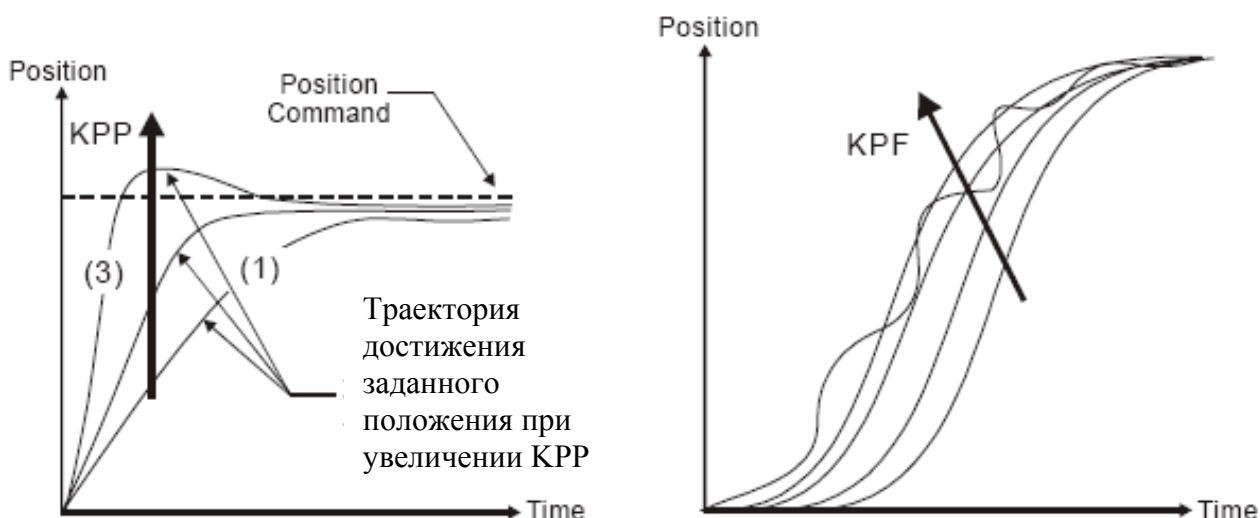 Position
KPP
Position
Command
(3)
(1)
Траектория
достижения
заданного
положения при
увеличении KPP
Time
Position
KPF
Time